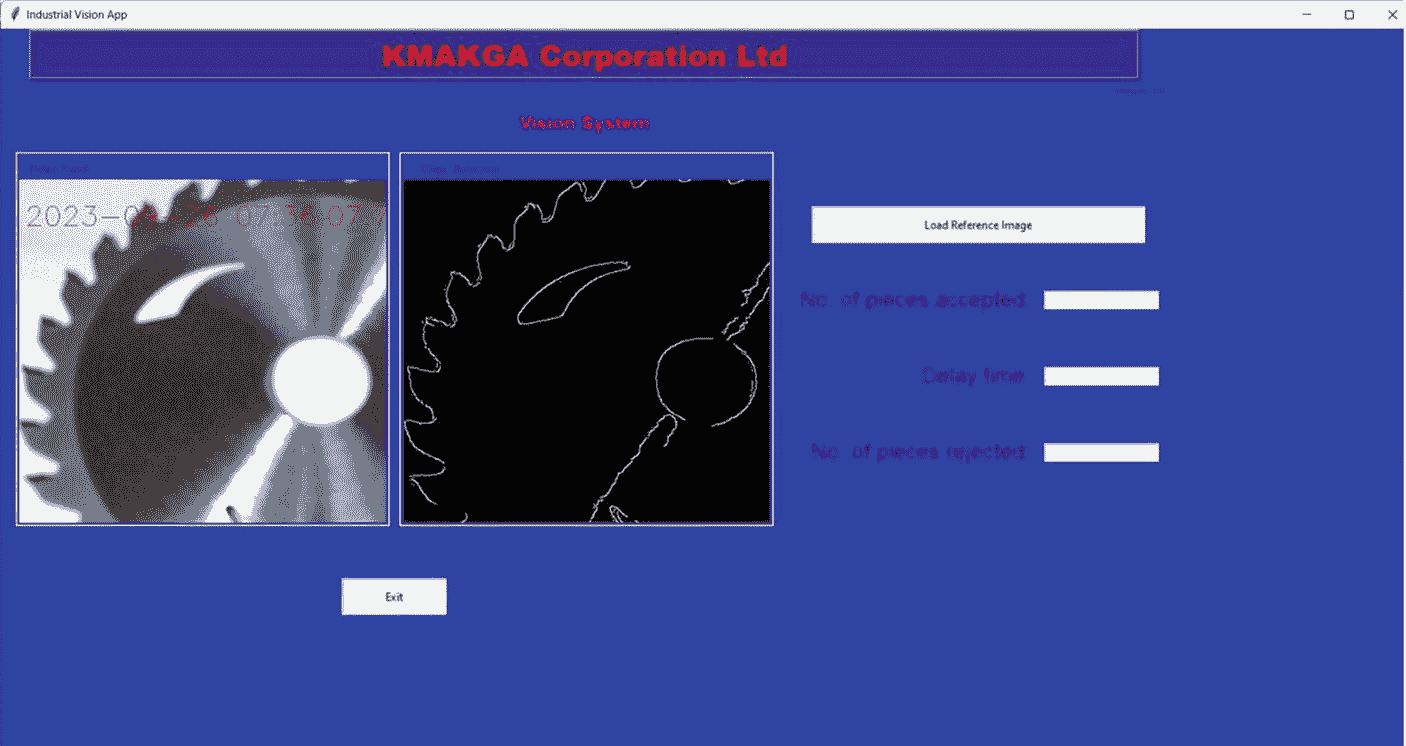 Industrial Vision App
KMAKGA Corporation Ltd
Vision System
2023-
Load Reference Image
No. of pieces accepted
Delay time
No. of pieces rejected
Exit